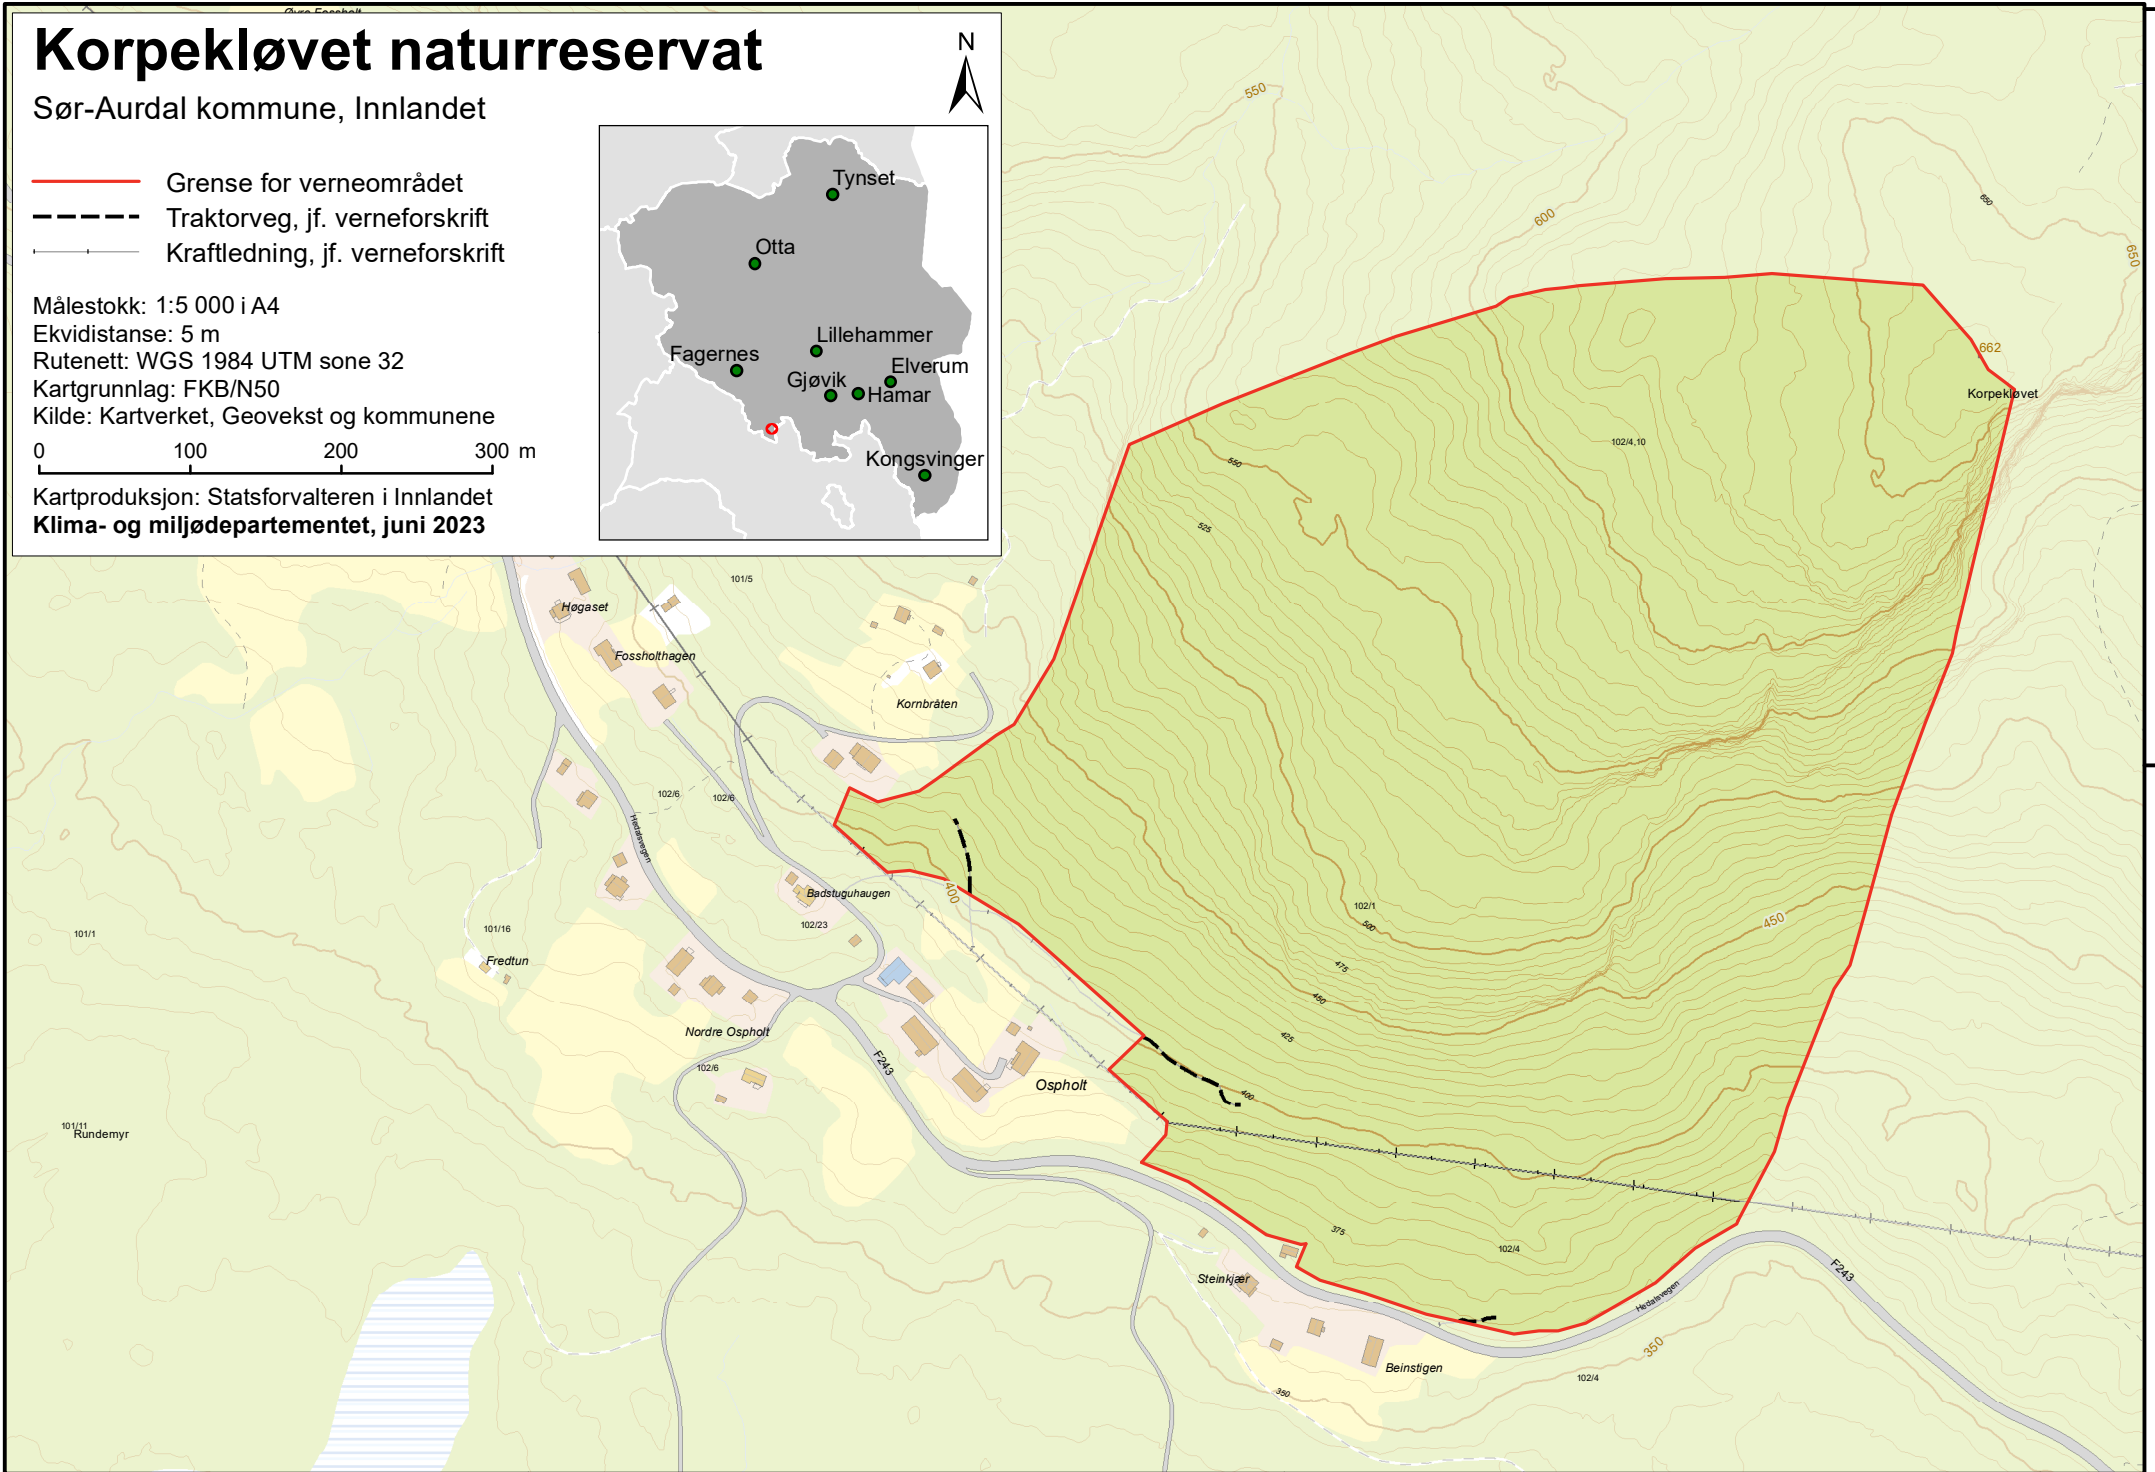 Øvre Fossholt
Korpekløvet naturreservat
Sør-Aurdal kommune, Innlandet
N
Grense for verneområdet
Traktorveg, jf. verneforskrift
Kraftledning, jf. verneforskrift
Målestokk: 1:5 000 i A4
Ekvidistanse: 5 m
Rutenett: WGS 1984 UTM sone 32
Kartgrunnlag: FKB/N50
Kilde: Kartverket, Geovekst og kommunene
0 100 200 300 m
Kartproduksjon: Statsforvalteren i Innlandet
Klima- og miljødepartementet, juni 2023
Tynset
Otta
Lillehammer
Fagernes
Elverum
Gjøvik
Hamar
Kongsvinger
550
600
650
650
662
Korpekløvet
102/4,10
550
525
101/5
Høgaset
Fossholthagen
Kornbråten
102/6
102/6
Hedalsvegen
400
Badstuguhaugen
102/23
102/1
500
450
101/1
101/16
Fredtun
475
450
Nordre Ospholt
425
F243
102/6
Ospholt
400
101/11
Rundemyr
375
102/4
Steinkjær
F243
Hedalsvegen
350
Beinstigen
102/4
350